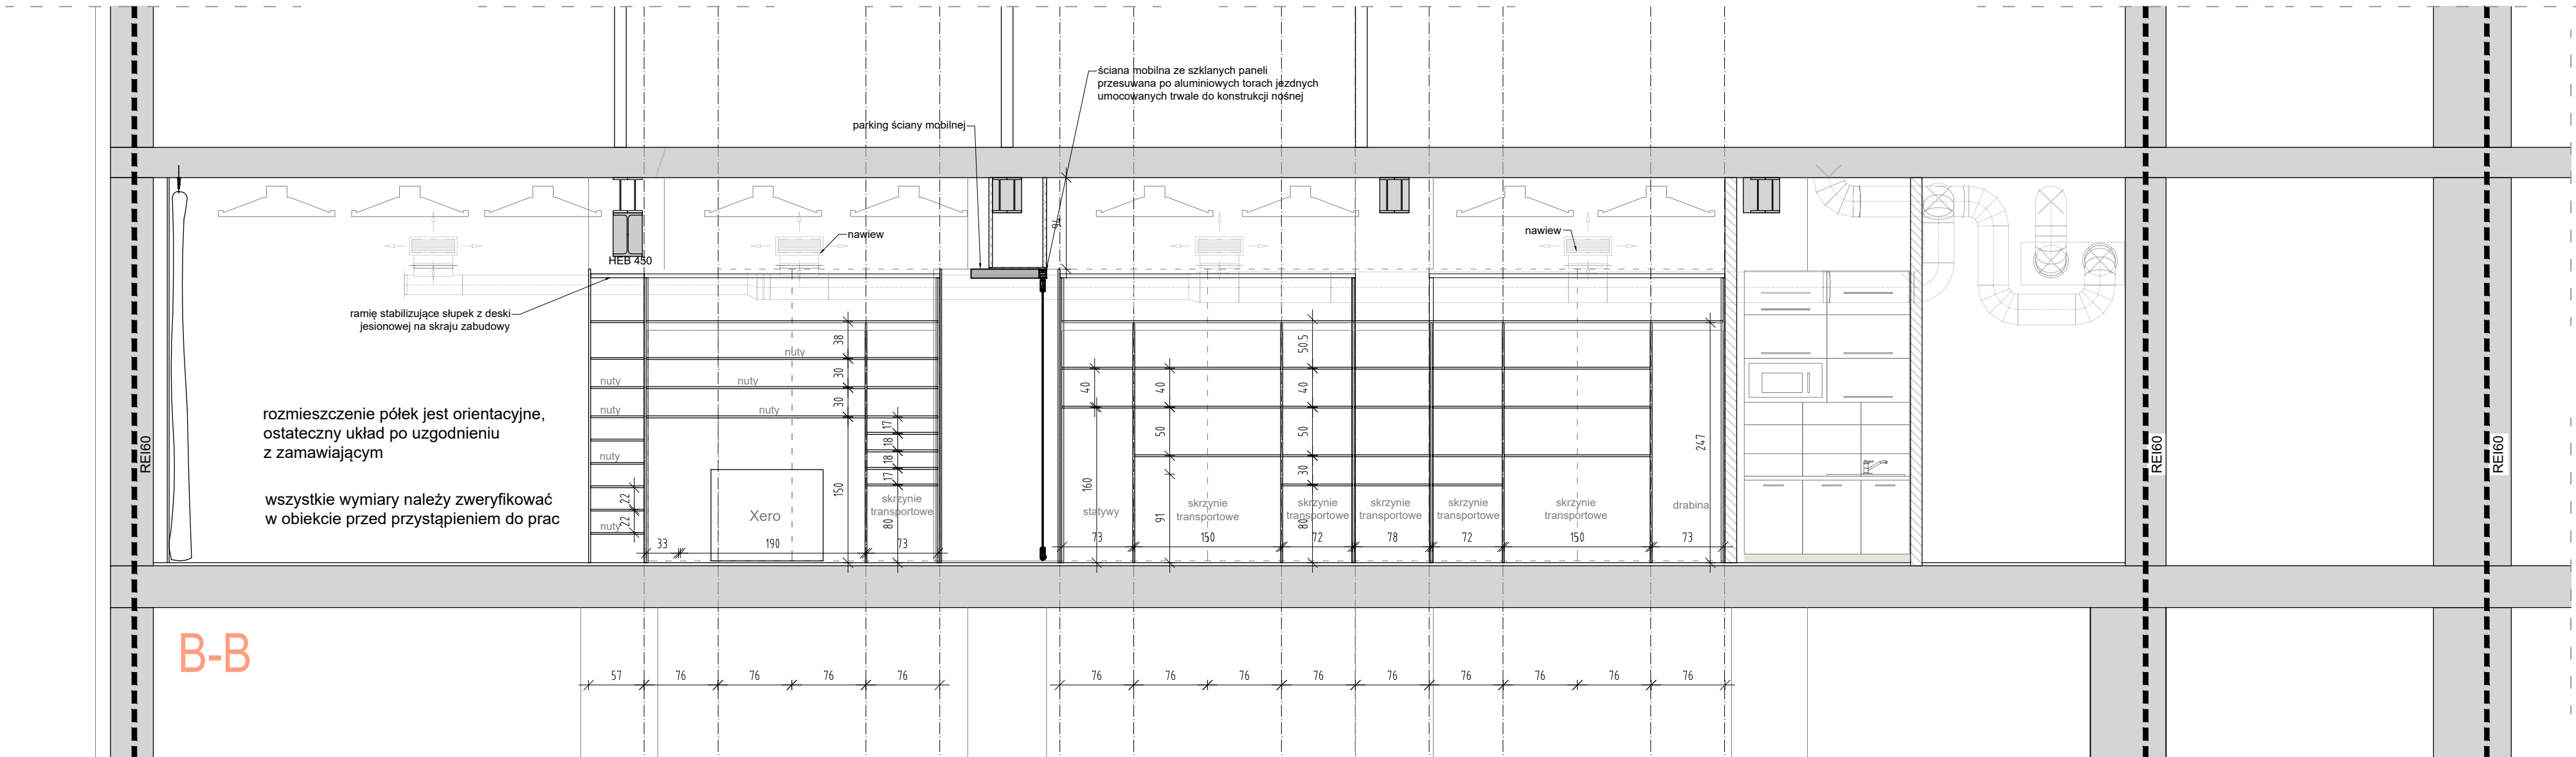 ściana mobilna ze szklanych paneli
przesuwana po aluminiowych torach jezdnych
umocowanych trwale do konstrukcji nośnej
parking ściany mobilnej
nawiew
nawiew
94
HEB 450
ramię stabilizujące słupek z deski
jesionowej na skraju zabudowy
rozmieszczenie półek jest orientacyjne,
ostateczny układ po uzgodnieniu
z zamawiającym
wszystkie wymiary należy zweryfikować
w obiekcie przed przystąpieniem do prac
REI60
REI60
REI60
nuty
nuty
nuty
nuty
nuty
nuty
nuty
22
22
38
30
30
150
17
18
18
17
80
Xero
skrzynie
transportowe
33
190
73
40
160
statywy
40
50
91
skrzynie
transportowe
50.5
40
50
30
80
skrzynie
transportowe
skrzynie
transportowe
skrzynie
transportowe
skrzynie
transportowe
drabina
247
73
150
72
78
72
150
73
B-B
57
76
76
76
76
76
76
76
76
76
76
76
76
76